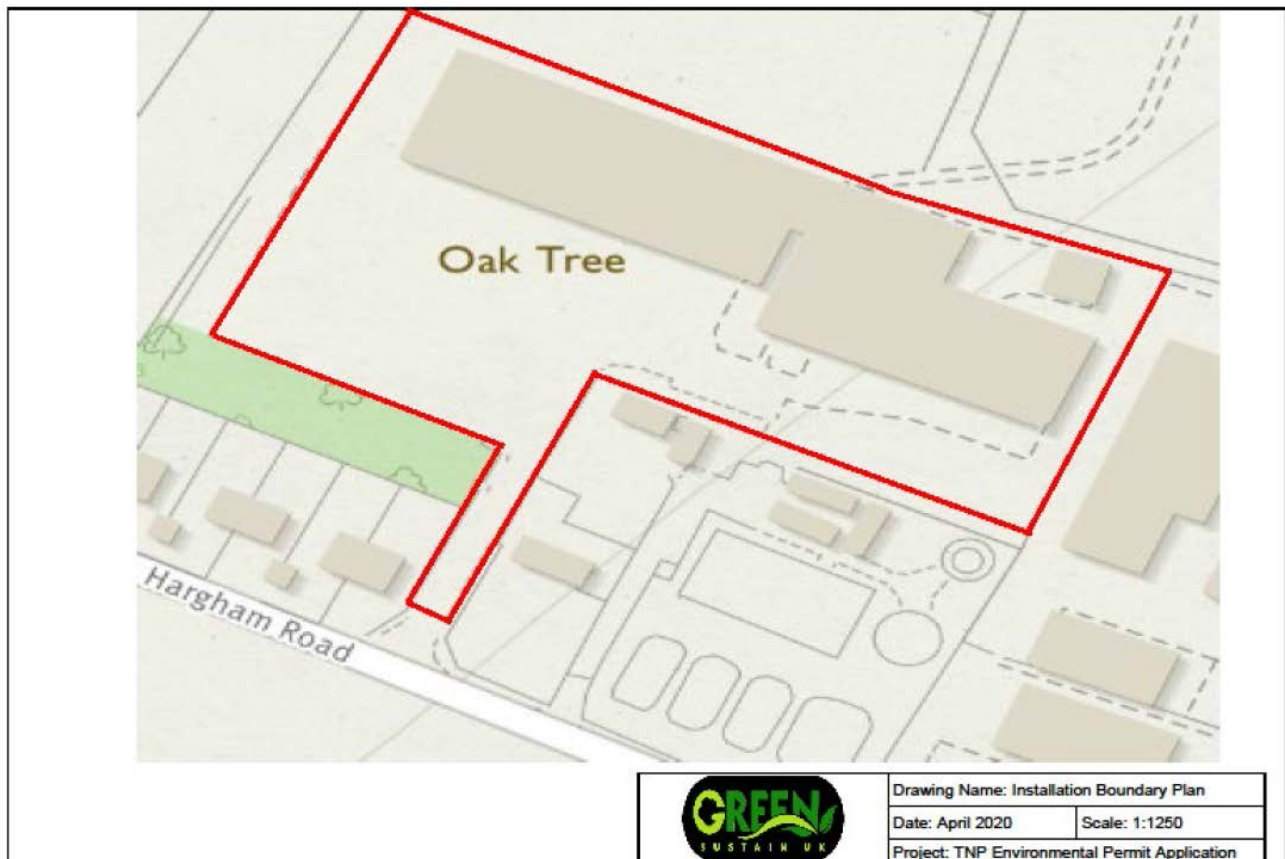 Oak Tree
Hargham Road
GREEN
SUSTAIN UK
Drawing Name: Installation Boundary Plan
Date: April 2020
Scale: 1:1250
Project: TNP Environmental Permit Application